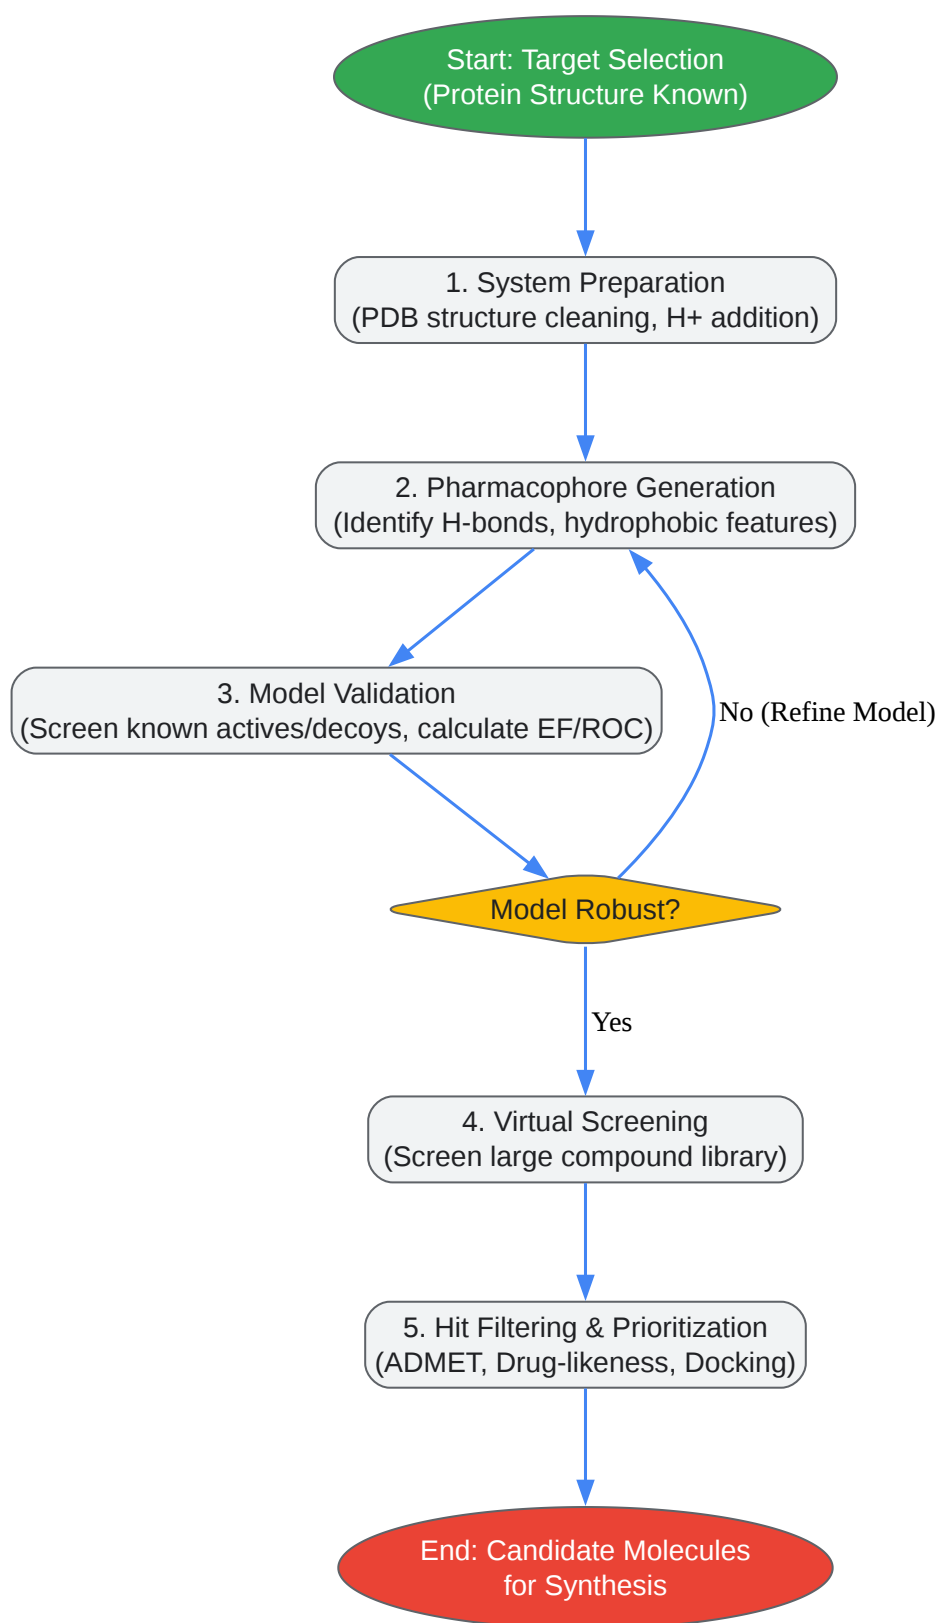 Start: Target Selection
(Protein Structure Known)
1. System Preparation
(PDB structure cleaning, H+ addition)
2. Pharmacophore Generation
(Identify H-bonds, hydrophobic features)
3. Model Validation
(Screen known actives/decoys, calculate EF/ROC)
No (Refine Model)
Model Robust?
Yes
4. Virtual Screening
(Screen large compound library)
5. Hit Filtering & Prioritization
(ADMET, Drug-likeness, Docking)
End: Candidate Molecules
for Synthesis